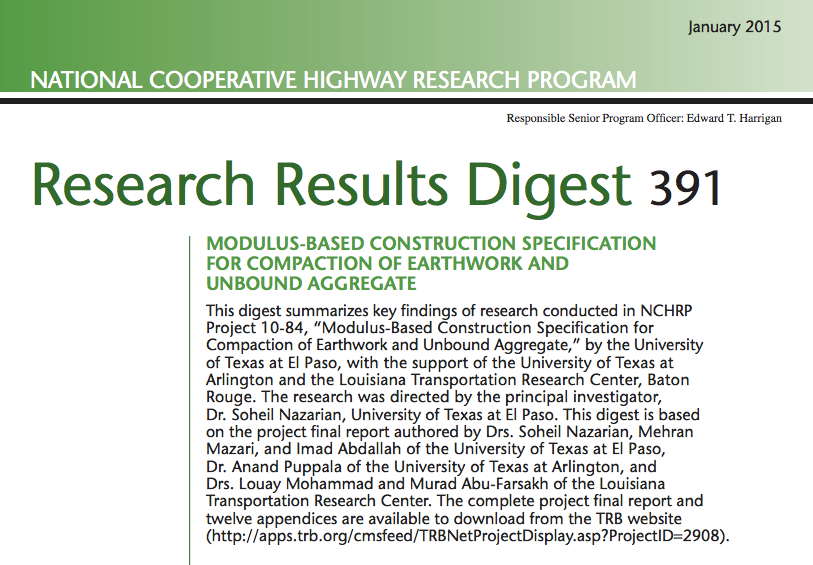 January 2015
NATIONAL COOPERATIVE HIGHWAY RESEARCH PROGRAM
Responsible Senior Program Officer: Edward T. Harrigan
Research Results Digest 391
MODULUS-BASED CONSTRUCTION SPECIFICATION
FOR COMPACTION OF EARTHWORK AND
UNBOUND AGGREGATE
This digest summarizes key findings of research conducted in NCHRP
Project 10-84, “Modulus-Based Construction Specification for
Compaction of Earthwork and Unbound Aggregate,” by the University
of Texas at El Paso, with the support of the University of Texas at
Arlington and the Louisiana Transportation Research Center, Baton
Rouge. The research was directed by the principal investigator,
Dr. Soheil Nazarian, University of Texas at El Paso. This digest is based
on the project final report authored by Drs. Soheil Nazarian, Mehran
Mazari, and Imad Abdallah of the University of Texas at El Paso,
Dr. Anand Puppala of the University of Texas at Arlington, and
Drs. Louay Mohammad and Murad Abu-Farsakh of the Louisiana
Transportation Research Center. The complete project final report and
twelve appendices are available to download from the TRB website
(http://apps.trb.org/cmsfeed/TRBNetProjectDisplay.asp?ProjectID=2908).